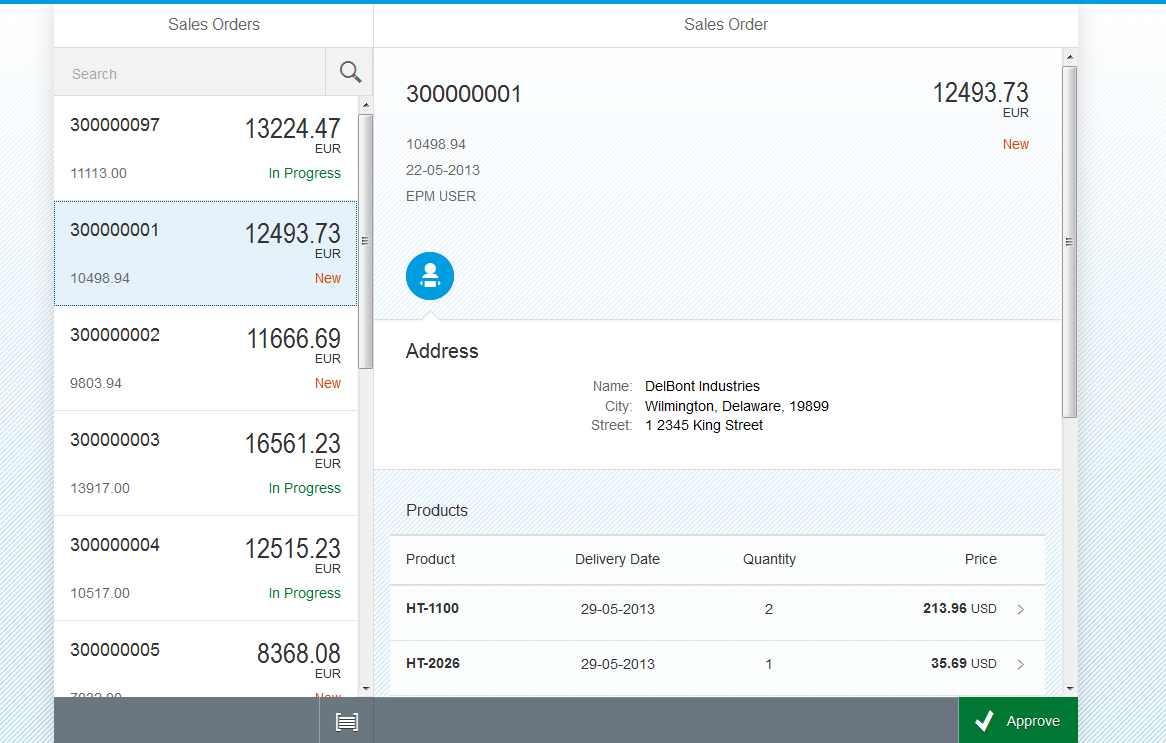 Sales Orders
Search
300000097 13224.47
EUR
11113.00 In Progress
300000001 12493.73
EUR
10498.94 New
300000002 11666.69
EUR
9803.94 New
300000003 16561.23
EUR
13917.00 In Progress
300000004 12515.23
EUR
10517.00 In Progress
300000005 8368.08
EUR
New
Sales Order
300000001 12493.73
EUR
10498.94 New
22-05-2013
EPM USER
Address
Name: DelBont Industries
City: Wilmington, Delaware, 19899
Street: 1 2345 King Street
Products
Product Delivery Date Quantity Price
HT-1100 29-05-2013 2 213.96 USD
HT-2026 29-05-2013 1 35.69 USD
Approve